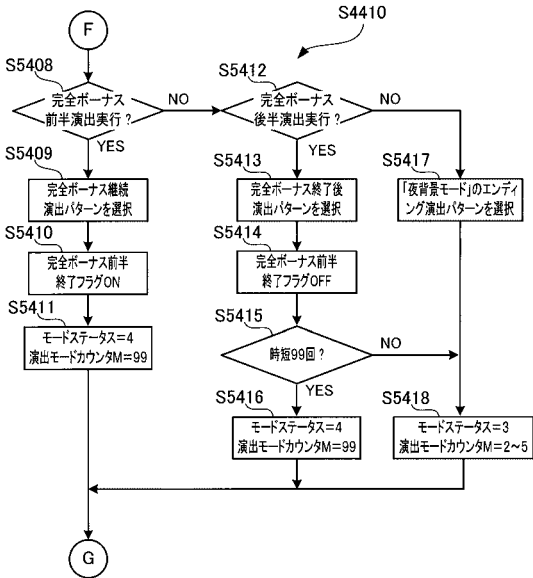 S4410
F
S5408
完全ボーナス
前半演出実行？
NO
YES
S5412
完全ボーナス
後半演出実行？
NO
YES
S5409
完全ボーナス継続
演出パターンを選択
S5413
完全ボーナス終了後
演出パターンを選択
S5417
「夜背景モード」のエンディ
ング演出パターンを選択
S5410
完全ボーナス前半
終了フラグON
S5414
完全ボーナス前半
終了フラグOFF
S5411
モードステータス=4
演出モードカウンタM=99
S5415
時短99回？
NO
YES
S5416
モードステータス=4
演出モードカウンタM=99
S5418
モードステータス=3
演出モードカウンタM=2～5
G